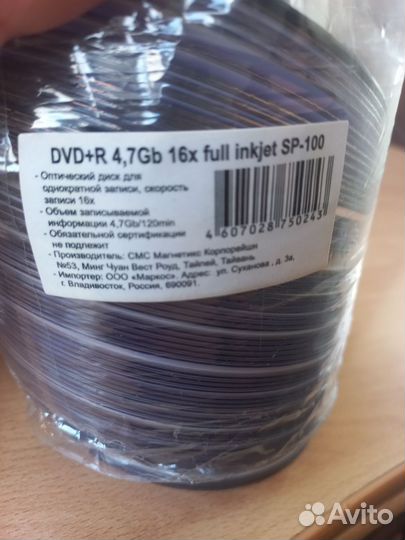 DVD+R 4,7Gb 16x full inkjet SP-100
- Оптический диск для
однократной записи, скорость
записи 16x
- Объем записываемой
информации 4,7Gb/120min
- Обязательной сертификации
не подлежит
4 607028 750243
- Производитель: СМС Магнетикс Корпорейшн
№53, Минг Чуан Вест Роуд, Тайпей, Тайвань
- Импортер: ООО «Маркос». Адрес: ул. Суханова , д. 3а,
г. Владивосток, Россия, 690091.
Avito